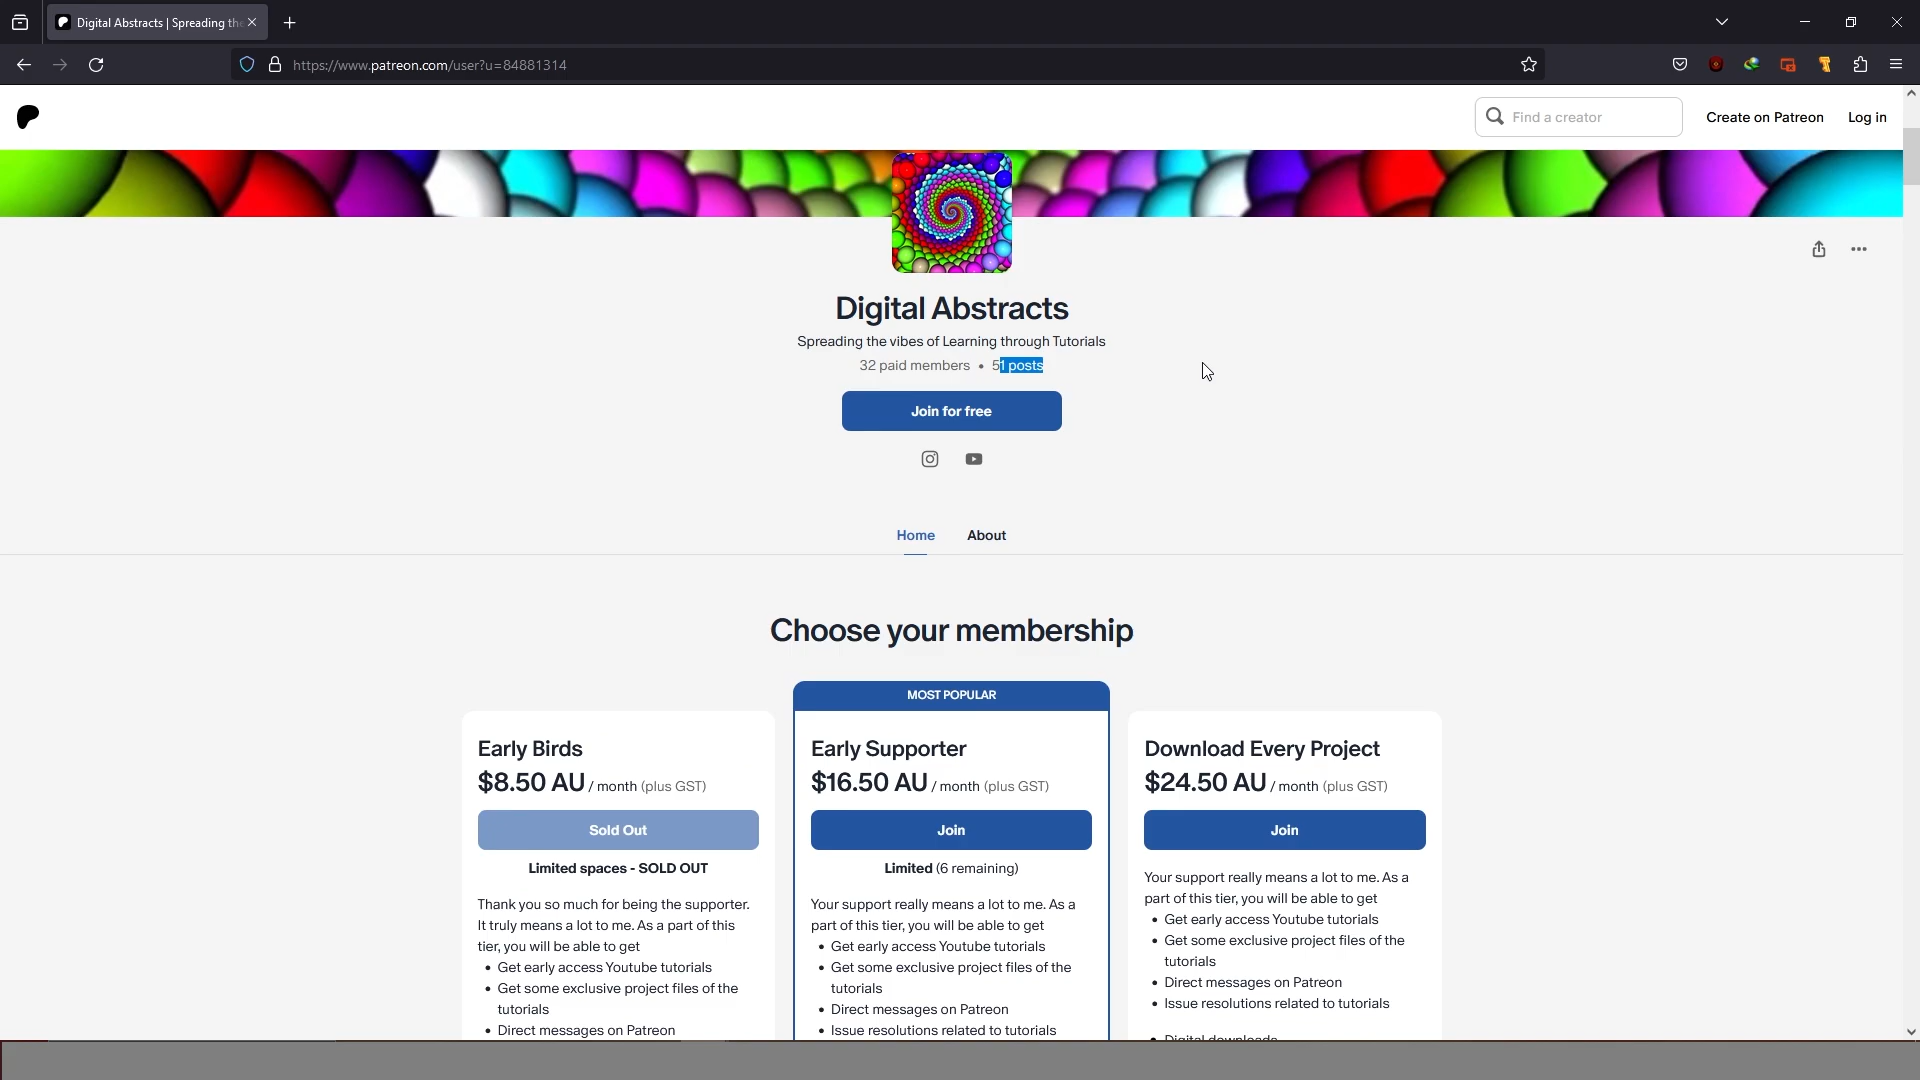 Digital Abstracts | Spreading the
https://www.patreon.com/user?u=84881314
Find a creator
Create on Patreon
Log in
Digital Abstracts
Spreading the vibes of Learning through Tutorials
32 paid members • 51 posts
Join for free
Home
About
Choose your membership
Early Birds
$8.50 AU / month (plus GST)
Sold Out
Limited spaces - SOLD OUT
Thank you so much for being the supporter.
It truly means a lot to me. As a part of this
tier, you will be able to get
• Get early access Youtube tutorials
• Get some exclusive project files of the
tutorials
• Direct messages on Patreon
MOST POPULAR
Early Supporter
$16.50 AU / month (plus GST)
Join
Limited (6 remaining)
Your support really means a lot to me. As a
part of this tier, you will be able to get
• Get early access Youtube tutorials
• Get some exclusive project files of the
tutorials
• Direct messages on Patreon
• Issue resolutions related to tutorials
Download Every Project
$24.50 AU / month (plus GST)
Join
Your support really means a lot to me. As a
part of this tier, you will be able to get
• Get early access Youtube tutorials
• Get some exclusive project files of the
tutorials
• Direct messages on Patreon
• Issue resolutions related to tutorials
• Digital downloads